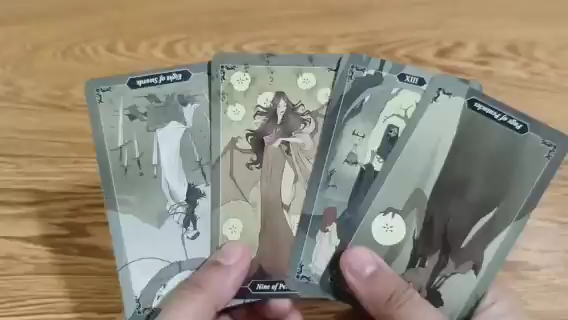 Eight of Swords
Nine of Pe
XIII
Page of Pentacles